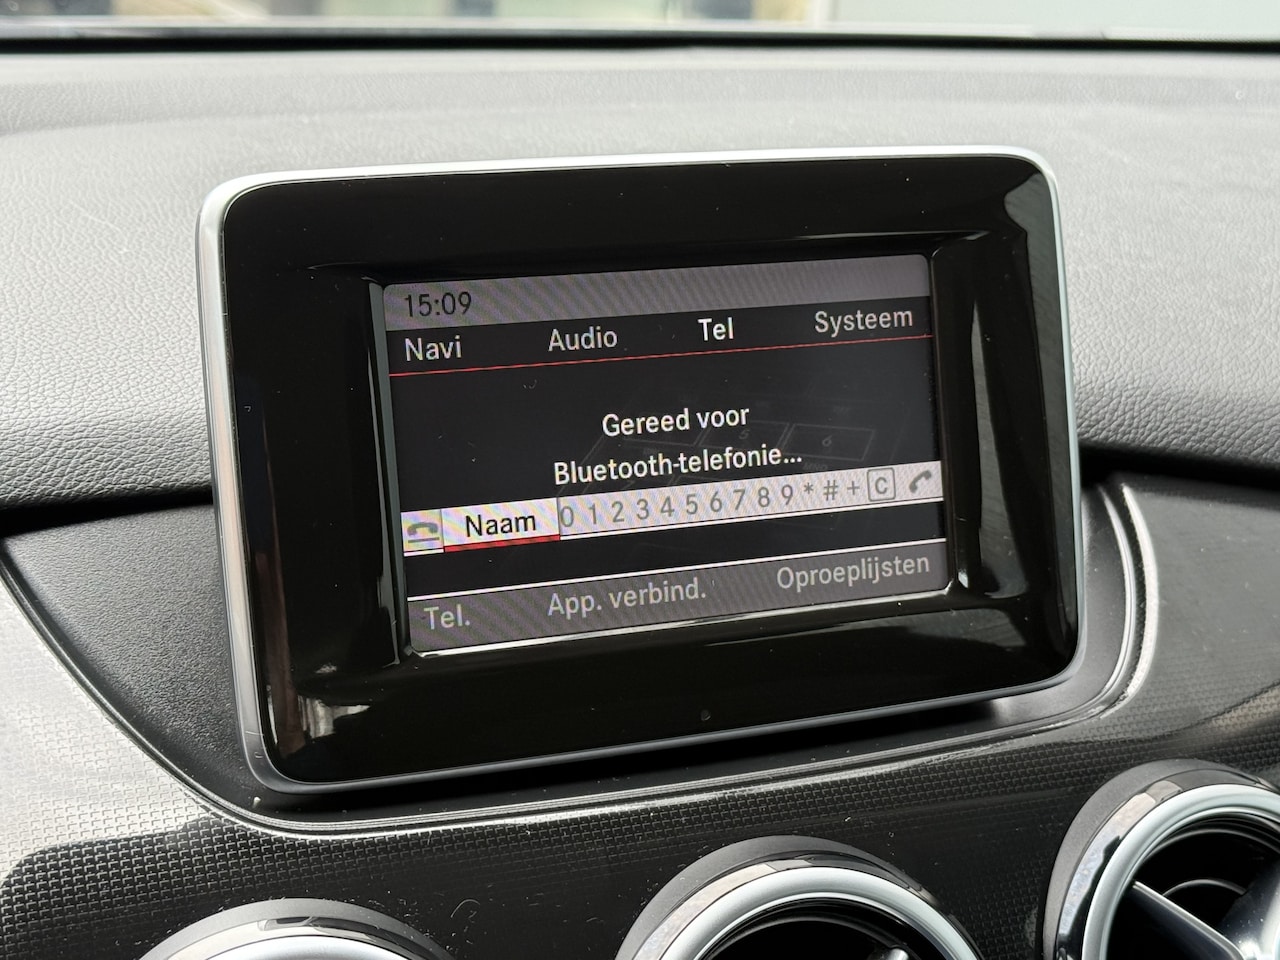 15:09
Navi Audio Tel Systeem
Gereed voor
Bluetooth-telefonie...
Naam 0 1 2 3 4 5 6 7 8 9 * # + C
Tel. App. verbind. Oproeplijsten